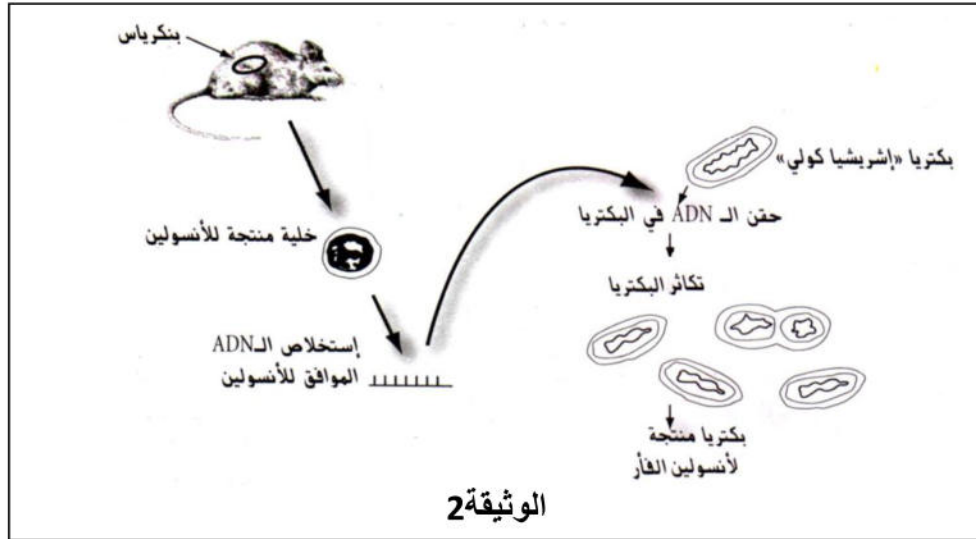 بنكرياس
خلية منتجة للأنسولين
إستخلاص الـADN
الموافق للأنسولين
بكتريا «إشريشيا كولي»
حقن الـ ADN في البكتريا
تكاثر البكتريا
بكتريا منتجة
لأنسولين الفأر
الوثيقة2